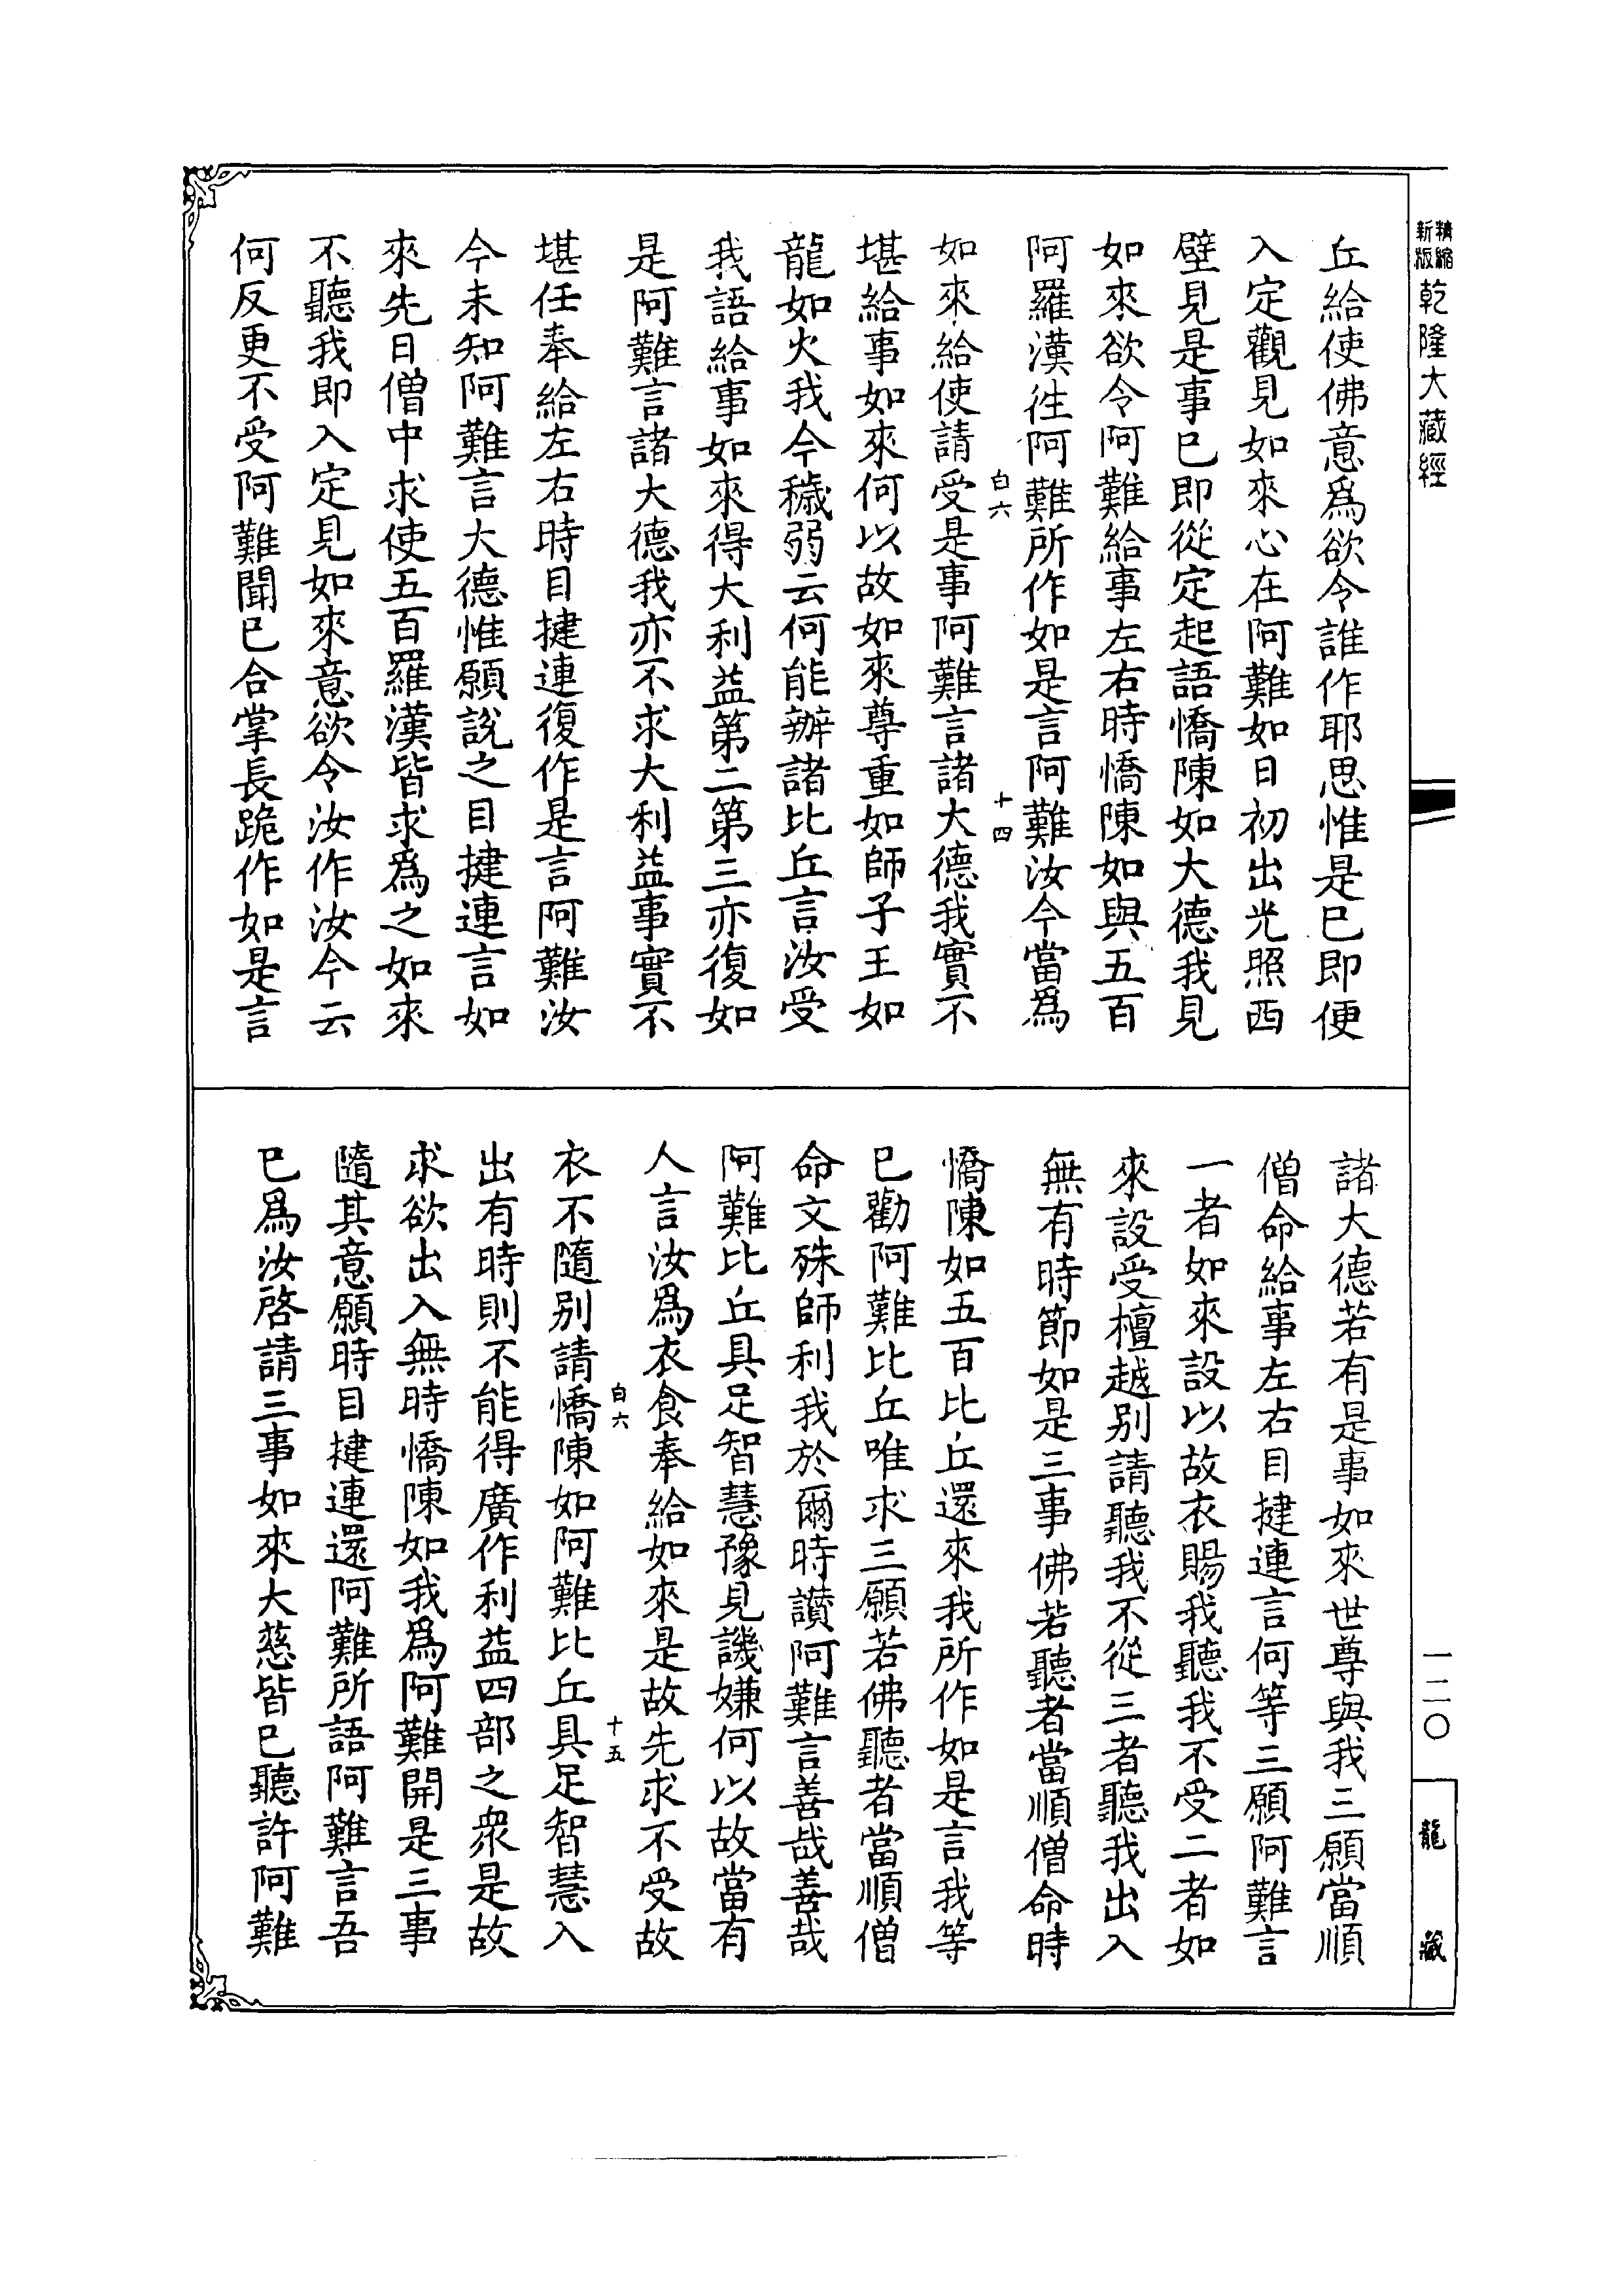 新版精縮乾隆大藏經
一二〇
龍藏
丘給使佛意爲欲令誰作耶思惟是已即便
入定觀見如來心在阿難如日初出光照西
壁見是事已即從定起語憍陳如大德我見
如來欲令阿難給事左右時憍陳如與五百
阿羅漢徃阿難所作如是言阿難汝今當爲
白六 十四
如來給使請受是事阿難言諸大德我實不
堪給事如來何以故如來尊重如師子王如
龍如火我今穢弱云何能辦諸比丘言汝受
我語給事如來得大利益第二第三亦復如
是阿難言諸大德我亦不求大利益事實不
堪任奉給左右時目揵連復作是言阿難汝
今未知阿難言大德惟願說之目揵連言如
來先日僧中求使五百羅漢皆求爲之如來
不聽我即入定見如來意欲令汝作汝今云
何反更不受阿難聞已合掌長跪作如是言
諸大德若有是事如來世尊與我三願當順
僧命給事左右目揵連言何等三願阿難言
一者如來設以故衣賜我聽我不受二者如
來設受檀越別請聽我不從三者聽我出入
無有時節如是三事佛若聽者當順僧命時
憍陳如五百比丘還來我所作如是言我等
已勸阿難比丘唯求三願若佛聽者當順僧
命文殊師利我於爾時讃阿難言善哉善哉
阿難比丘具足智慧豫見譏嫌何以故當有
人言汝爲衣食奉給如來是故先求不受故
白六 十五
衣不隨別請憍陳如阿難比丘具足智慧入
出有時則不能得廣作利益四部之衆是故
求欲出入無時憍陳如我爲阿難開是三事
隨其意願時目揵連還阿難所語阿難言吾
已爲汝啓請三事如來大慈皆已聽許阿難